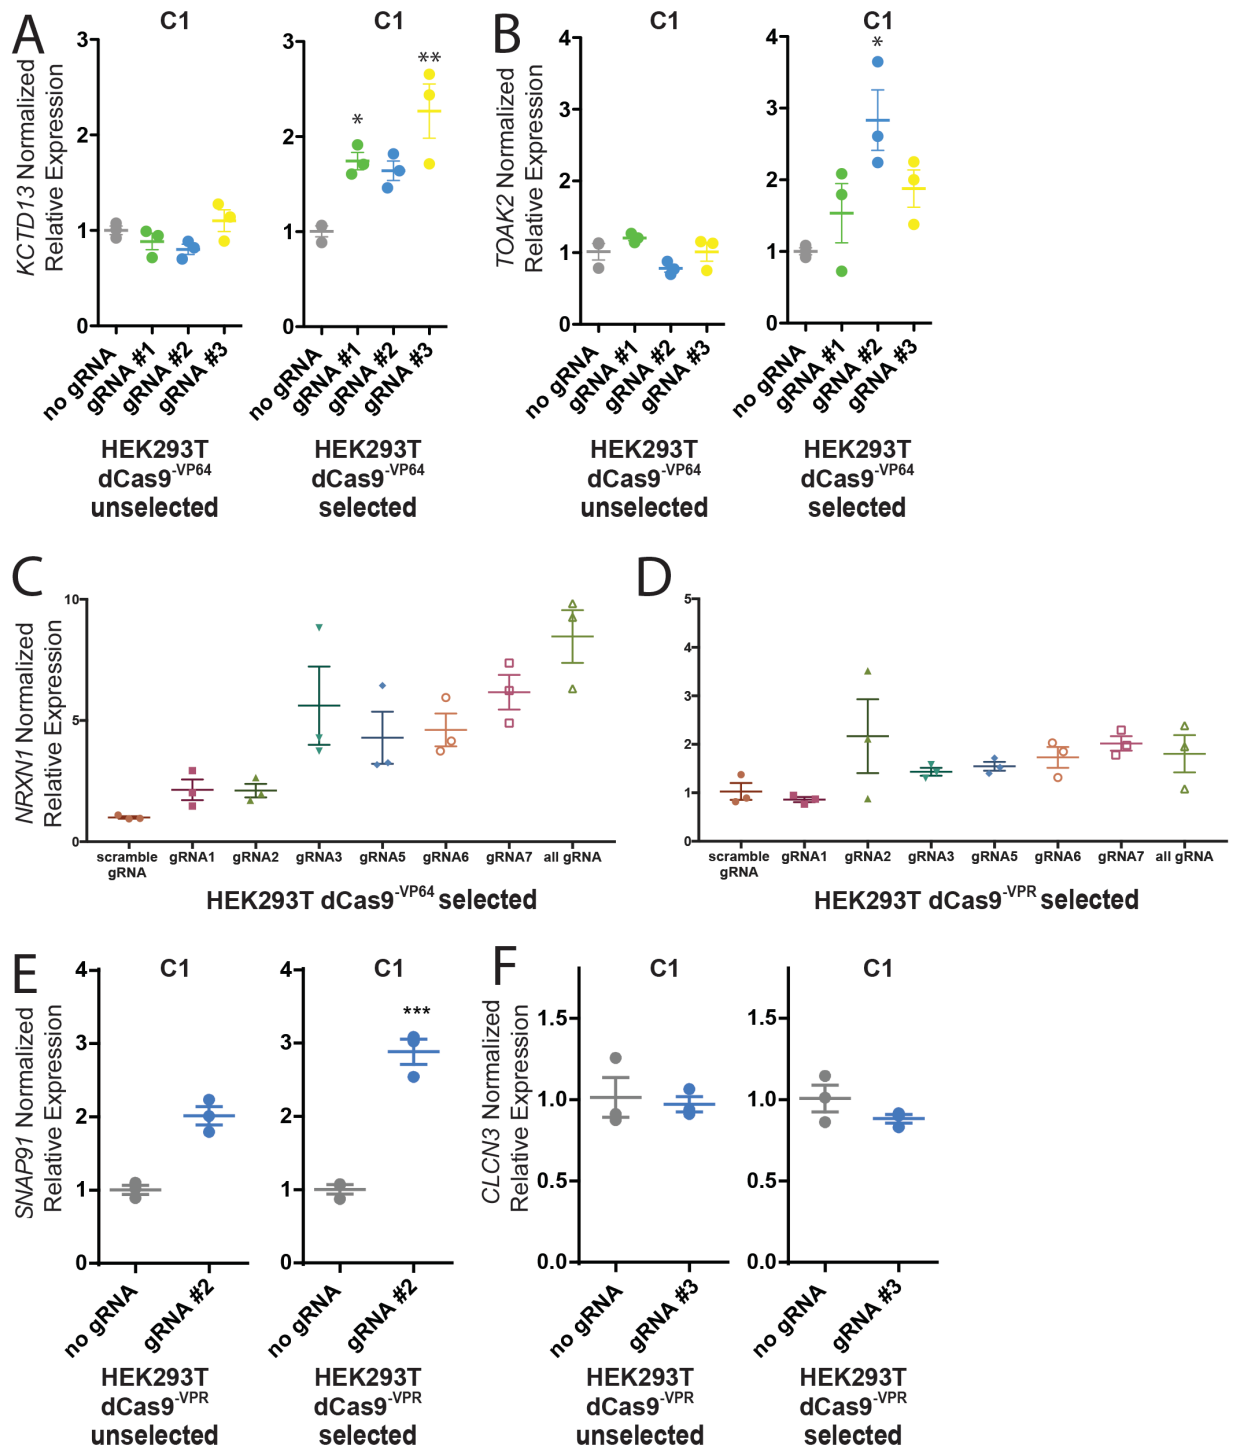 A
C1
KCTD13 Normalized
Relative Expression
3
2
1
0
no gRNA
gRNA #1
gRNA #2
gRNA #3
HEK293T
dCas9-VP64
unselected
C1
3
2
1
0
*
**
no gRNA
gRNA #1
gRNA #2
gRNA #3
HEK293T
dCas9-VP64
selected
B
C1
TOAK2 Normalized
Relative Expression
4
3
2
1
0
no gRNA
gRNA #1
gRNA #2
gRNA #3
HEK293T
dCas9-VP64
unselected
C1
4
3
2
1
0
*
no gRNA
gRNA #1
gRNA #2
gRNA #3
HEK293T
dCas9-VP64
selected
C
NRXN1 Normalized
Relative Expression
10
5
0
scramble
gRNA
gRNA1
gRNA2
gRNA3
gRNA5
gRNA6
gRNA7
all gRNA
HEK293T dCas9-VP64 selected
D
5
4
3
2
1
0
scramble
gRNA
gRNA1
gRNA2
gRNA3
gRNA5
gRNA6
gRNA7
all gRNA
HEK293T dCas9-VPR selected
E
C1
SNAP91 Normalized
Relative Expression
4
3
2
1
0
no gRNA
gRNA #2
HEK293T
dCas9-VPR
unselected
C1
4
3
2
1
0
***
no gRNA
gRNA #2
HEK293T
dCas9-VPR
selected
F
C1
CLCN3 Normalized
Relative Expression
1.5
1.0
0.5
0.0
no gRNA
gRNA #3
HEK293T
dCas9-VPR
unselected
C1
1.5
1.0
0.5
0.0
no gRNA
gRNA #3
HEK293T
dCas9-VPR
selected